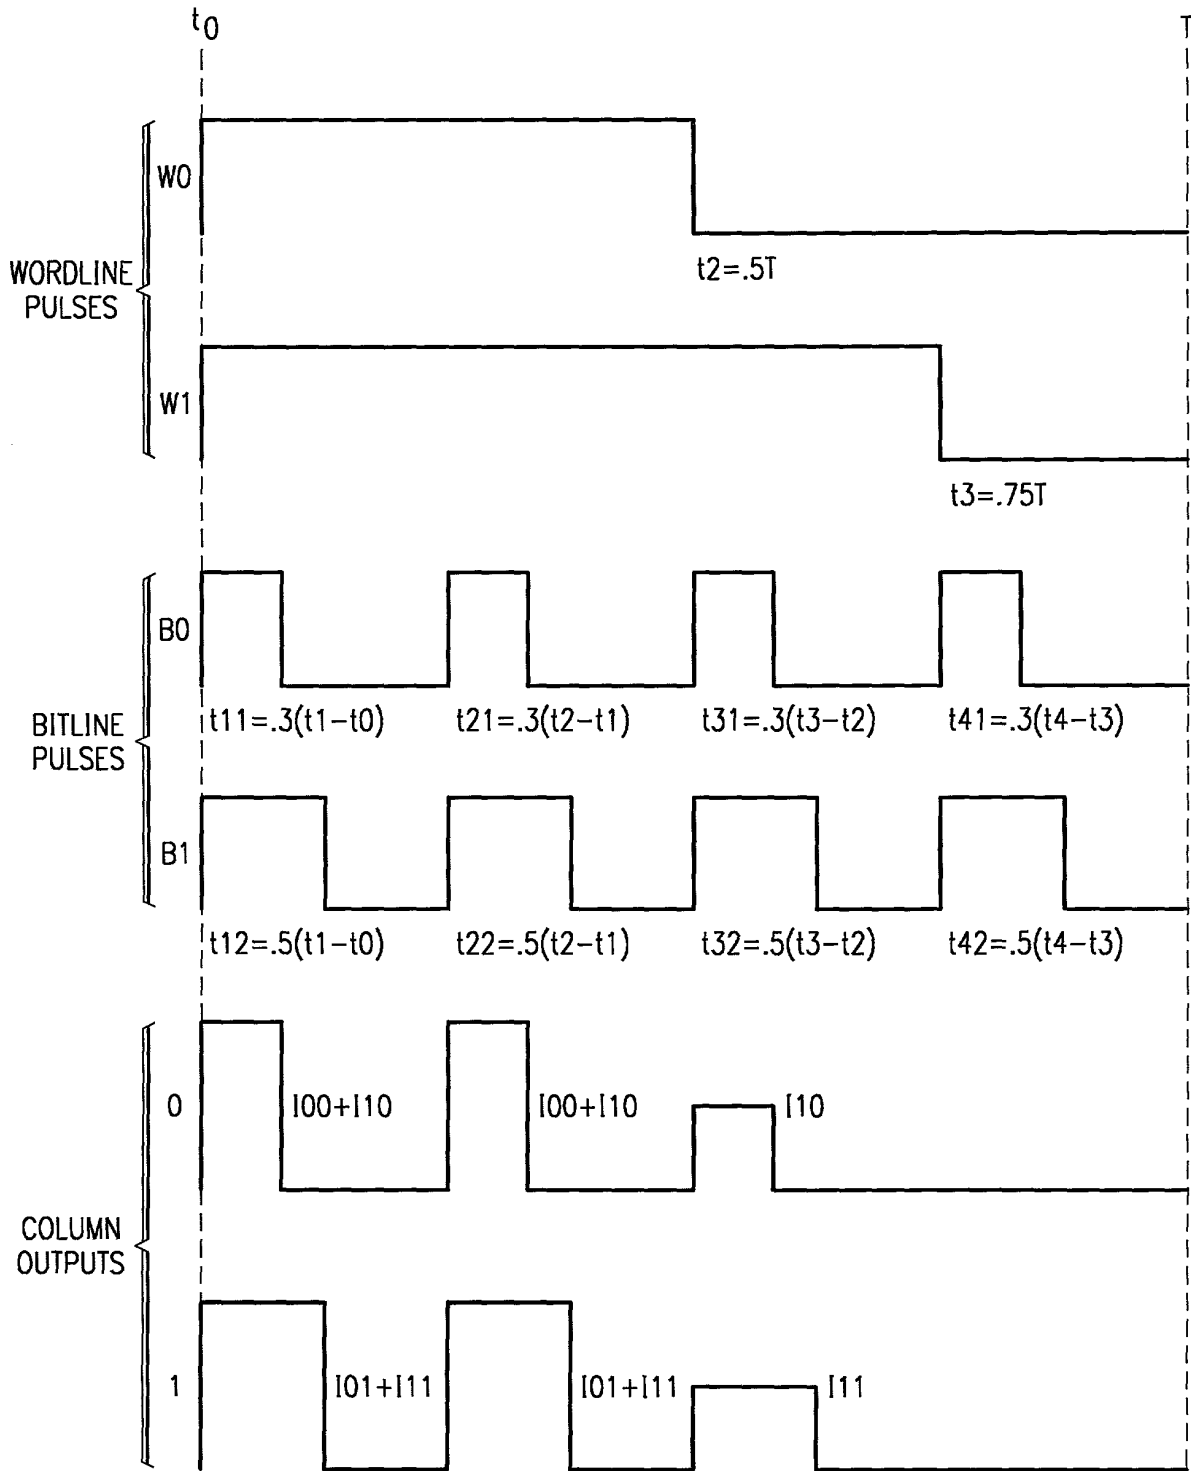 t0
T
W0
t2=.5T
WORDLINE
PULSES
W1
t3=.75T
B0
t11=.3(t1-t0) t21=.3(t2-t1) t31=.3(t3-t2) t41=.3(t4-t3)
BITLINE
PULSES
B1
t12=.5(t1-t0) t22=.5(t2-t1) t32=.5(t3-t2) t42=.5(t4-t3)
0 I00+I10 I00+I10 I10
COLUMN
OUTPUTS
1 I01+I11 I01+I11 I11